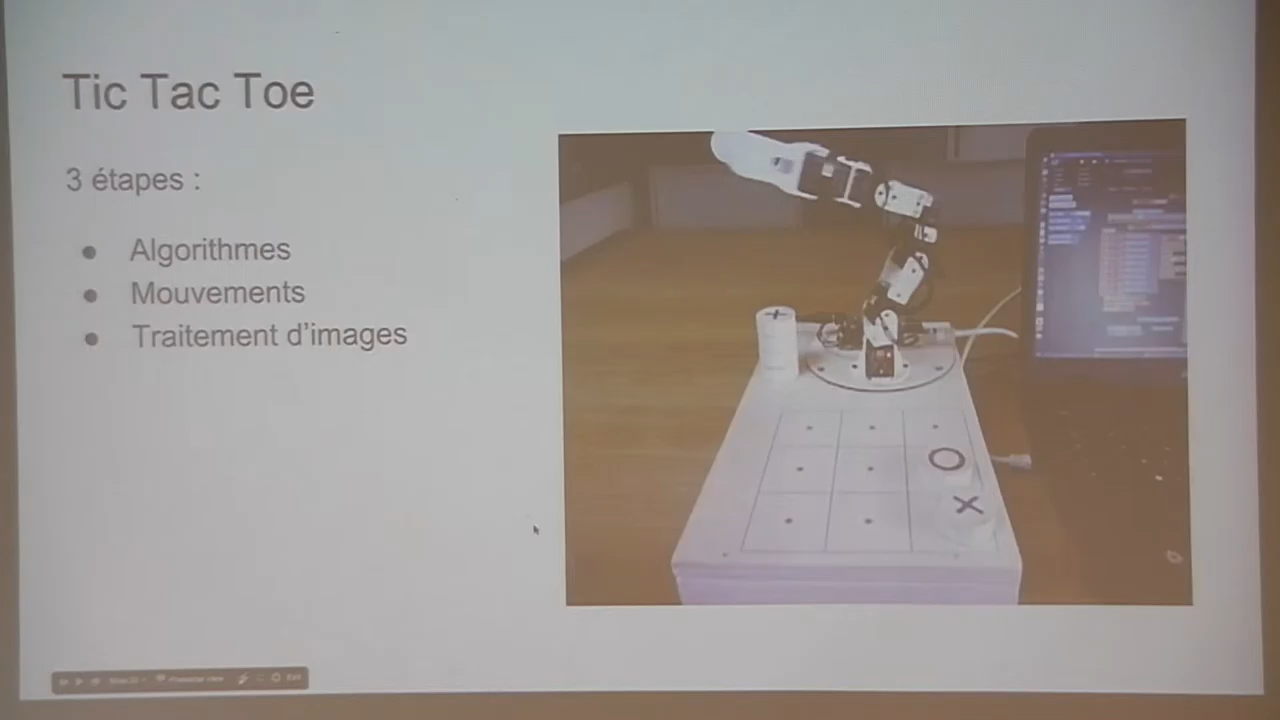 Tic Tac Toe
3 étapes :
● Algorithmes
● Mouvements
● Traitement d'images
O
X